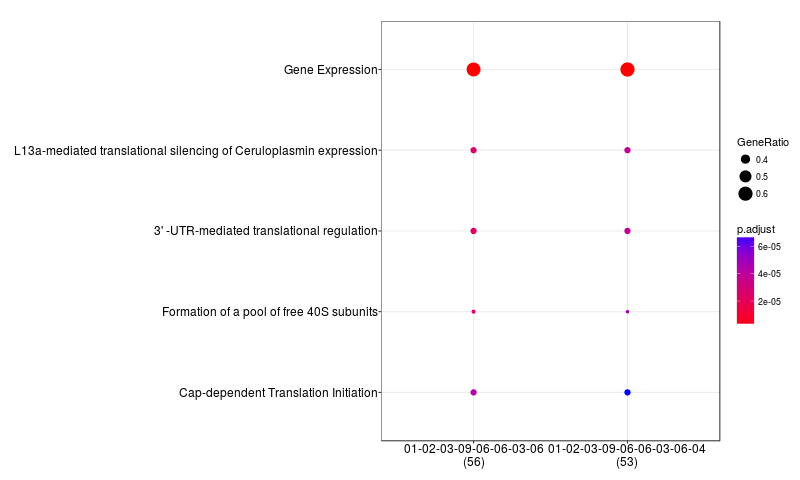 Gene Expression
L13a-mediated translational silencing of Ceruloplasmin expression
3' -UTR-mediated translational regulation
Formation of a pool of free 40S subunits
Cap-dependent Translation Initiation
01-02-03-09-06-06-03-06
(56)
01-02-03-09-06-06-03-06-04
(53)
GeneRatio
0.4
0.5
0.6
p.adjust
6e-05
4e-05
2e-05